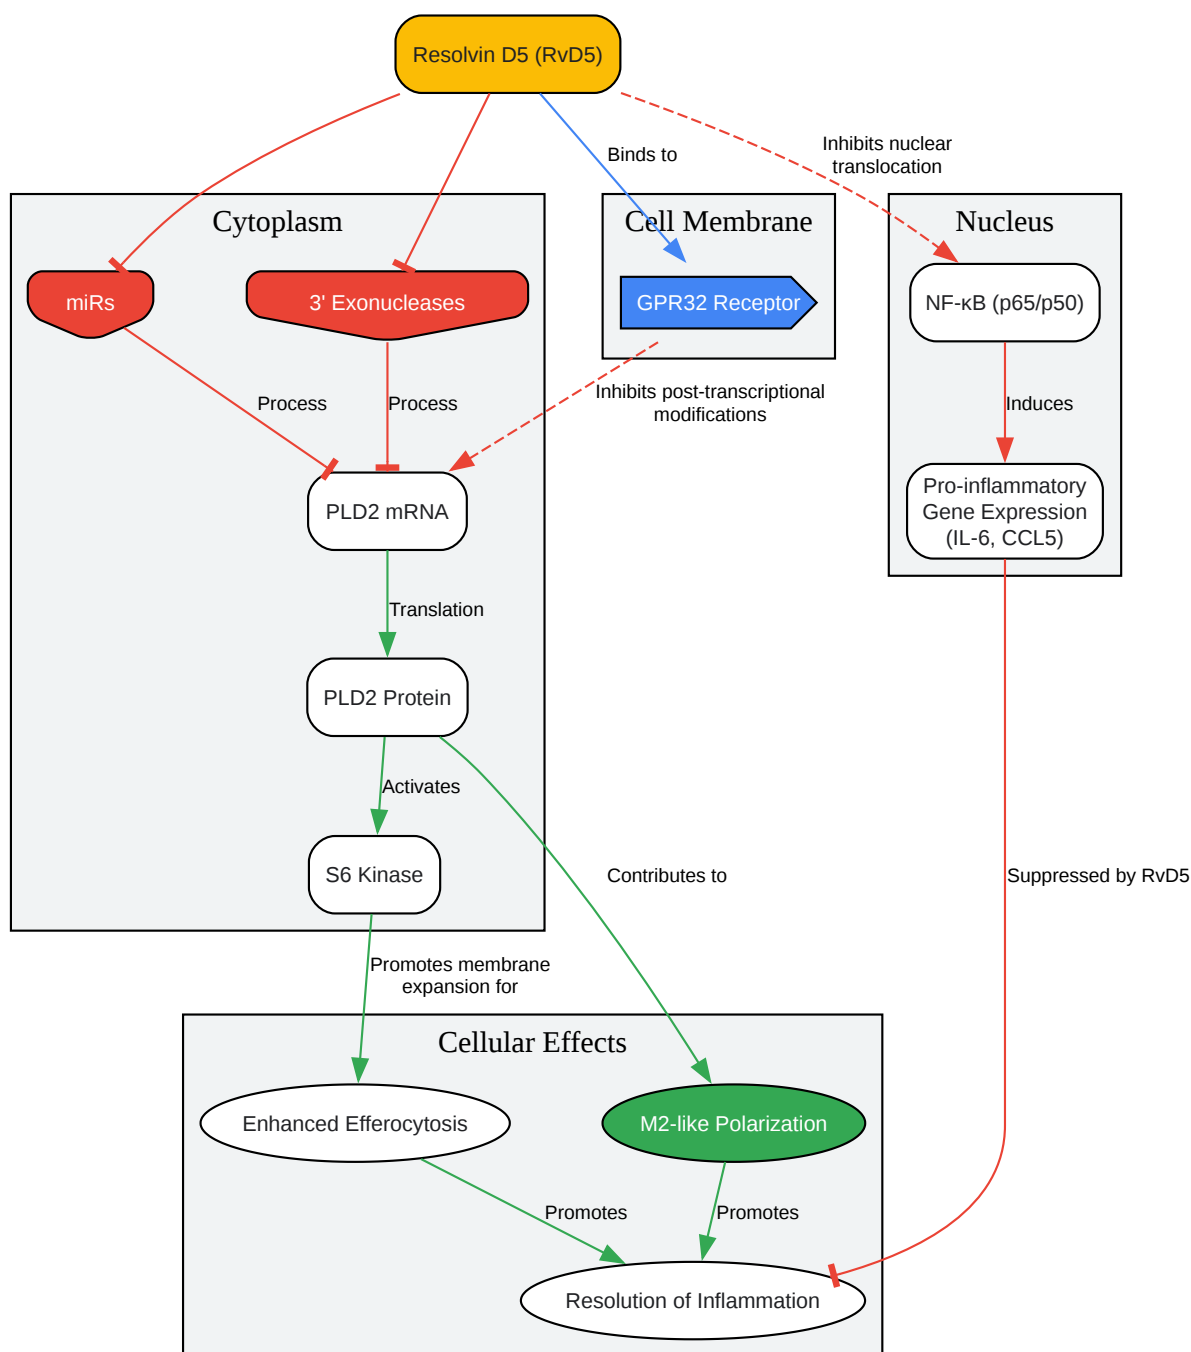 Resolvin D5 (RvD5)
Binds to
Inhibits nuclear
translocation
Cytoplasm
Cell Membrane
Nucleus
miRs
3' Exonucleases
GPR32 Receptor
NF-κB (p65/p50)
Process
Process
Inhibits post-transcriptional
modifications
Induces
PLD2 mRNA
Pro-inflammatory
Gene Expression
(IL-6, CCL5)
Translation
PLD2 Protein
Activates
S6 Kinase
Contributes to
Suppressed by RvD5
Promotes membrane
expansion for
Cellular Effects
Enhanced Efferocytosis
M2-like Polarization
Promotes
Promotes
Resolution of Inflammation